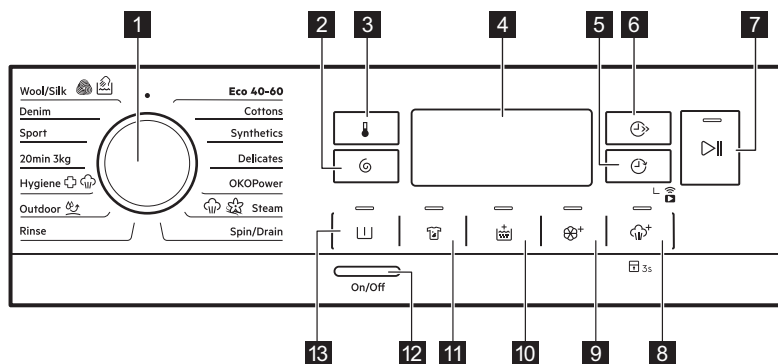 1
2
3
4
5
6
7
Wool/Silk
Eco 40-60
Denim
Cottons
Sport
Synthetics
20min 3kg
Delicates
Hygiene
OKOPower
Outdoor
Steam
Rinse
Spin/Drain
3s
On/Off
13
12
11
10
9
8